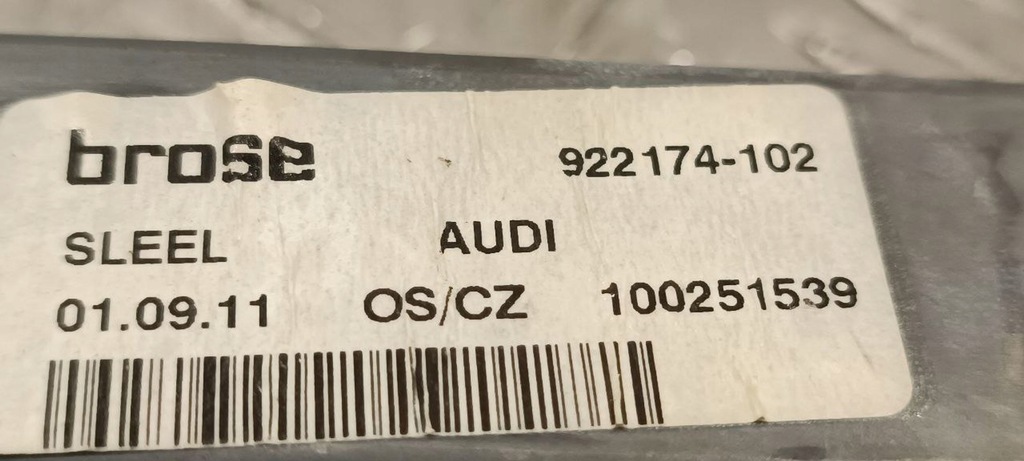 brose 922174-102
SLEEL AUDI
01.09.11 OS/CZ 100251539